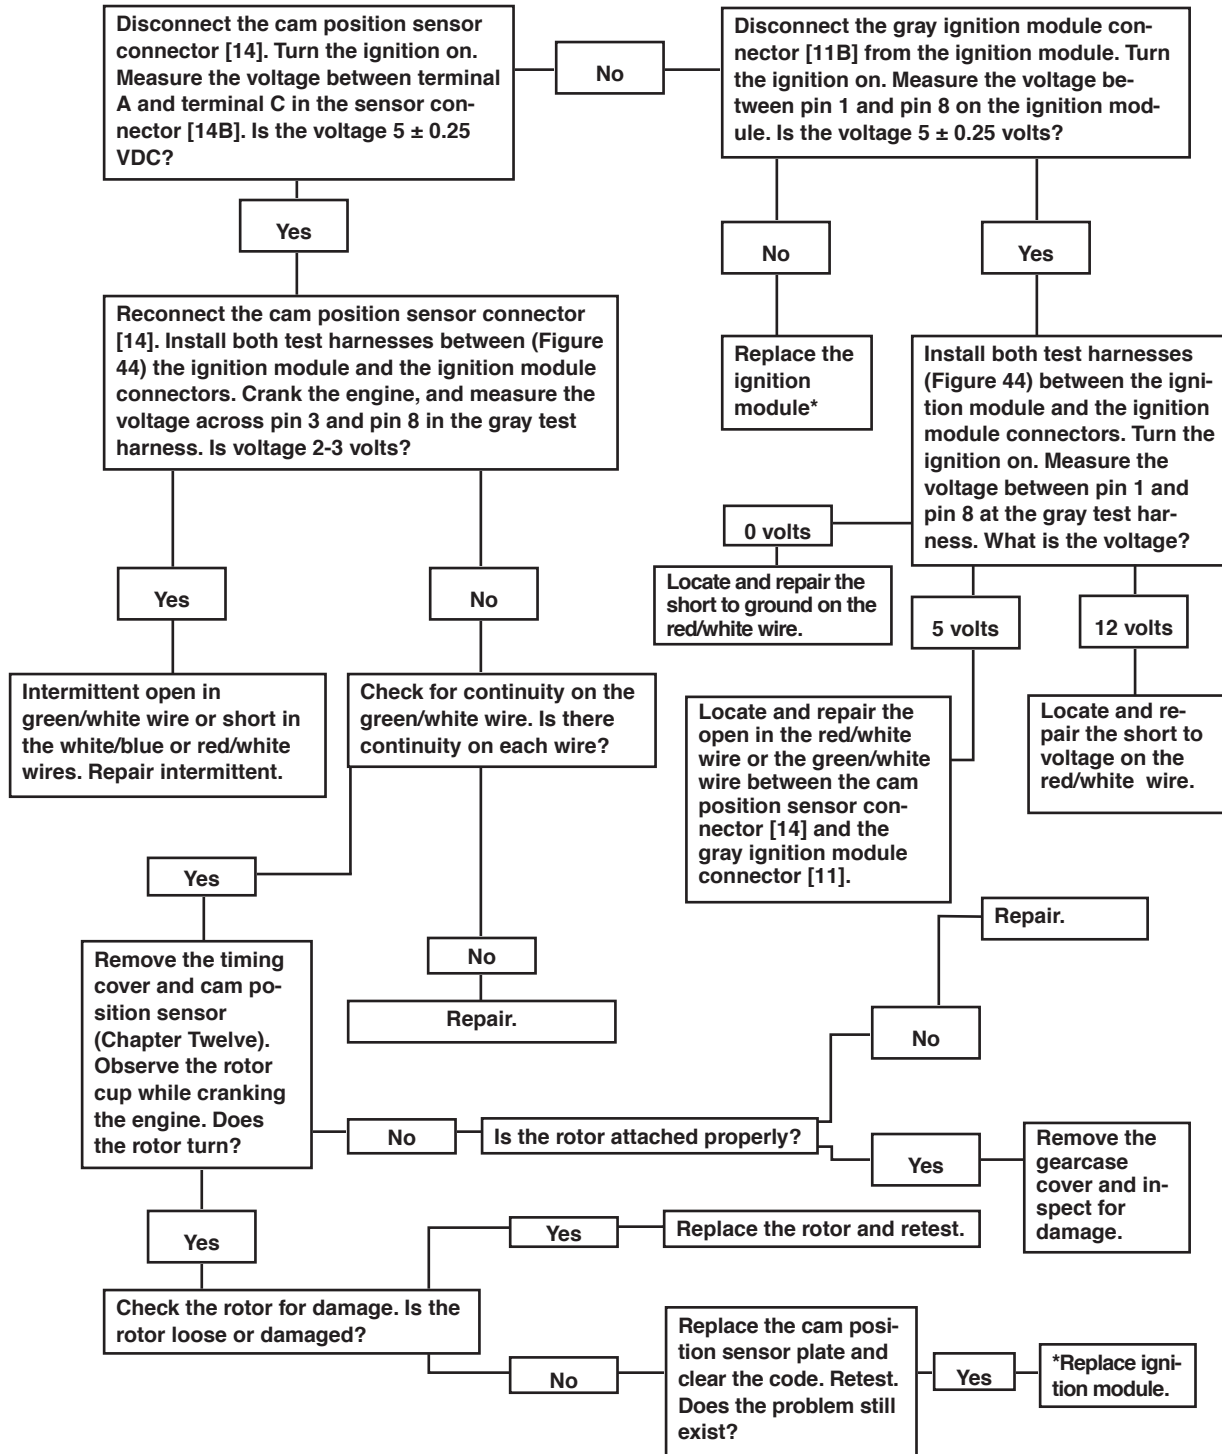 Disconnect the cam position sensor
connector [14]. Turn the ignition on.
Measure the voltage between terminal
A and terminal C in the sensor con-
nector [14B]. Is the voltage 5 ± 0.25
VDC?
No
Disconnect the gray ignition module con-
nector [11B] from the ignition module. Turn
the ignition on. Measure the voltage be-
tween pin 1 and pin 8 on the ignition mod-
ule. Is the voltage 5 ± 0.25 volts?
Yes
No
Yes
Reconnect the cam position sensor connector
[14]. Install both test harnesses between (Figure
44) the ignition module and the ignition module
connectors. Crank the engine, and measure the
voltage across pin 3 and pin 8 in the gray test
harness. Is voltage 2-3 volts?
Replace the
ignition
module*
Install both test harnesses
(Figure 44) between the igni-
tion module and the ignition
module connectors. Turn the
ignition on. Measure the
voltage between pin 1 and
pin 8 at the gray test har-
ness. What is the voltage?
0 volts
Locate and repair the
short to ground on the
red/white wire.
5 volts
12 volts
Yes
No
Intermittent open in
green/white wire or short in
the white/blue or red/white
wires. Repair intermittent.
Check for continuity on the
green/white wire. Is there
continuity on each wire?
Locate and repair the
open in the red/white
wire or the green/white
wire between the cam
position sensor con-
nector [14] and the
gray ignition module
connector [11].
Locate and re-
pair the short to
voltage on the
red/white wire.
Yes
No
Repair.
Repair.
Remove the timing
cover and cam po-
sition sensor
(Chapter Twelve).
Observe the rotor
cup while cranking
the engine. Does
the rotor turn?
No
Is the rotor attached properly?
No
Yes
Remove the
gearcase
cover and in-
spect for
damage.
Yes
Check the rotor for damage. Is the
rotor loose or damaged?
Yes
Replace the rotor and retest.
No
Replace the cam posi-
tion sensor plate and
clear the code. Retest.
Does the problem still
exist?
Yes
*Replace igni-
tion module.